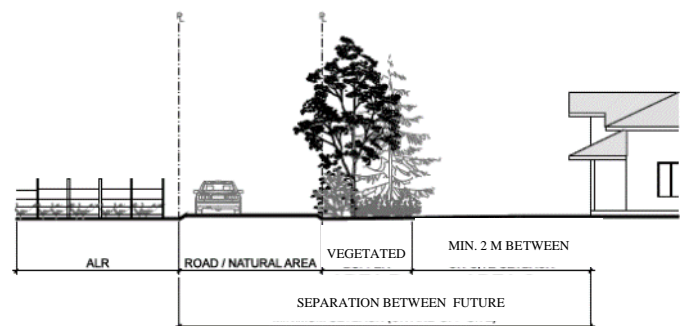 ALR
ROAD / NATURAL AREA
VEGETATED
MIN. 2 M BETWEEN
SEPARATION BETWEEN FUTURE